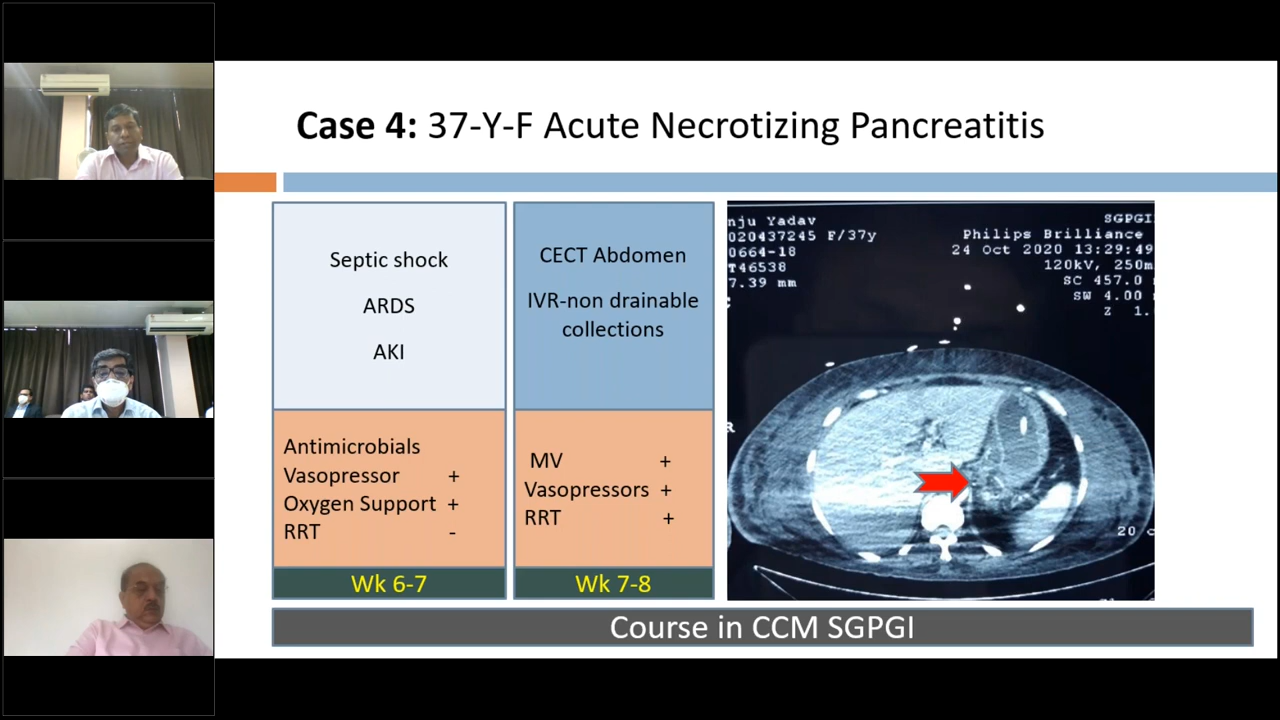 Case 4: 37-Y-F Acute Necrotizing Pancreatitis
Septic shock
ARDS
AKI
Antimicrobials
Vasopressor +
Oxygen Support +
RRT -
Wk 6-7
CECT Abdomen
IVR-non drainable
collections
MV +
Vasopressors +
RRT +
Wk 7-8
nju Yadav
020437245 F/37y
0664-18
T46538
7.39 mm
SGPGI
Philips Brilliance
24 Oct 2020 13:29:49
120kV, 250m
SC 457.0
SW 4.00
Z 1.
R
20 c
Course in CCM SGPGI